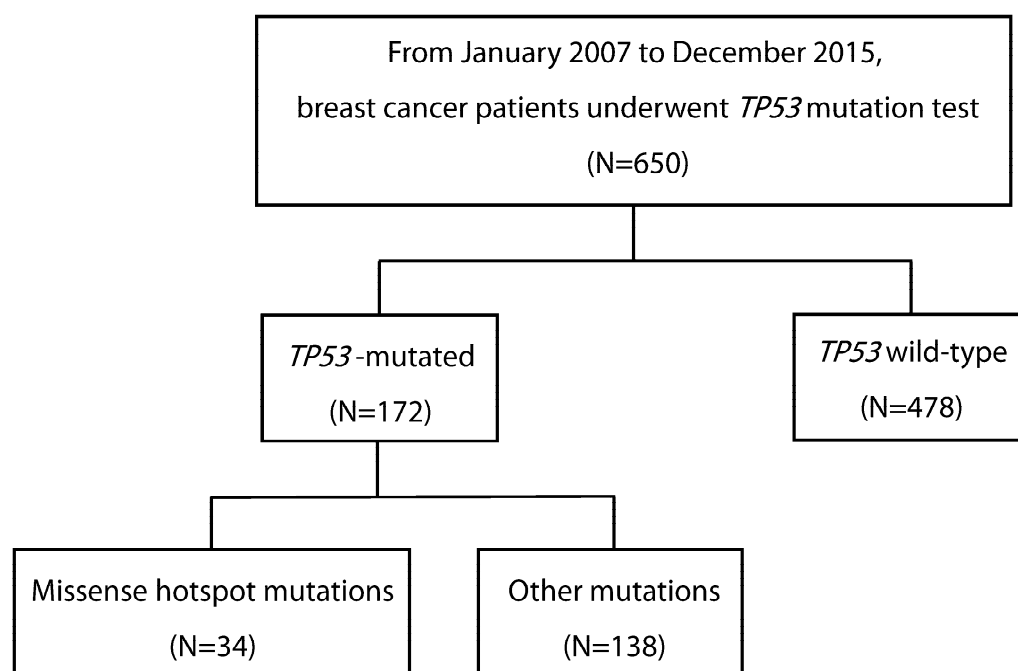 From January 2007 to December 2015,
breast cancer patients underwent TP53 mutation test
(N=650)
TP53-mutated
(N=172)
TP53 wild-type
(N=478)
Missense hotspot mutations
(N=34)
Other mutations
(N=138)